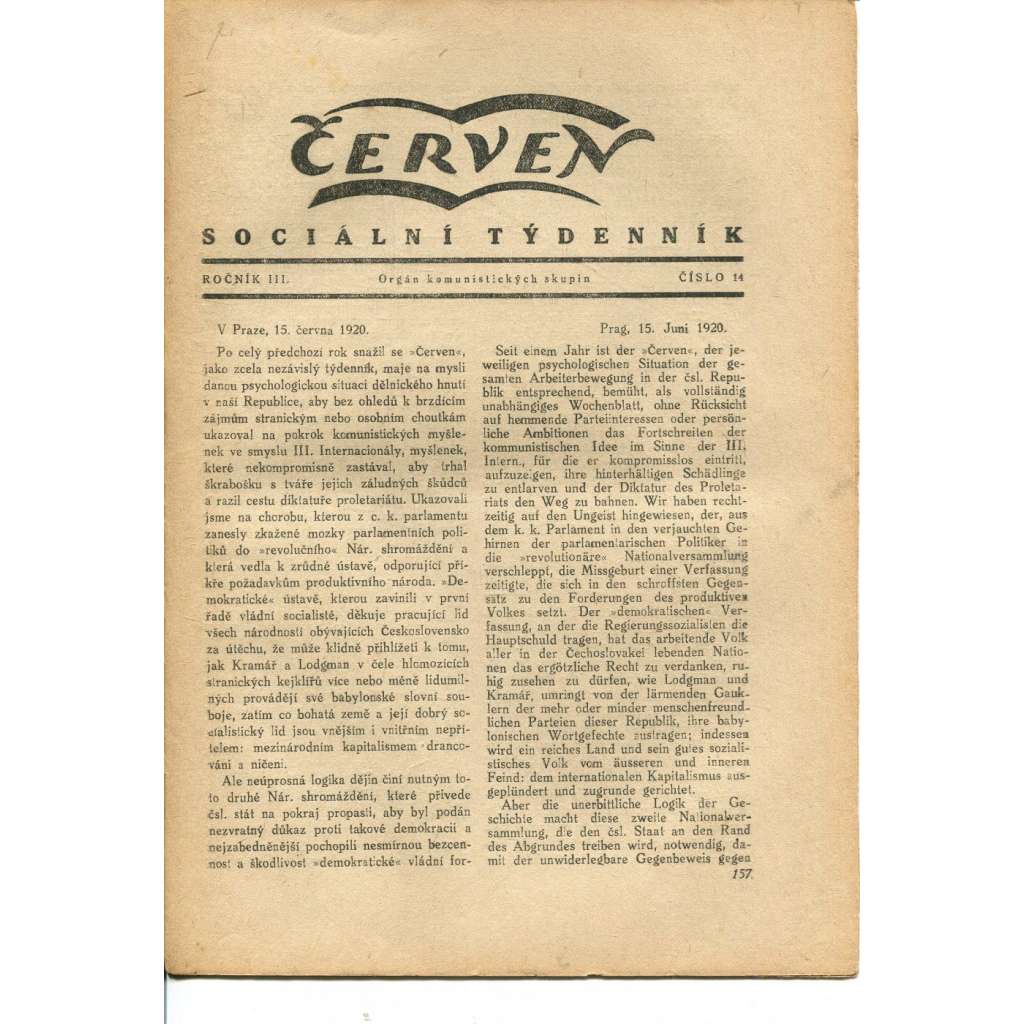 ČERVEN
SOCIÁLNÍ TÝDENNÍK
ROČNÍK III. Orgán komunistických skupin ČÍSLO 14
V Praze, 15. června 1920.
Po celý předchozí rok snažil se »Červen«,
jako zcela nezávislý týdenník, maje na mysli
danou psychologickou situaci dělnického hnutí
v naší Republice, aby bez ohledů k brzdícím
zájmům stranickým nebo osobním choutkám
ukazoval na pokrok komunistických myšle-
nek ve smyslu III. Internacionály, myšlenek,
které nekompromisně zastával, aby trhal
škrabošku s tváře jejich záludných škůdců
a razil cestu diktatuře proletariátu. Ukazovali
jsme na chorobu, kterou z c. k. parlamentu
zanesly zkažené mozky parlamentních poli-
tiků do »revolučního« Nár. shromáždění a
která vedla k zrůdné ústavě, odporující pří-
kře požadavkům produktivního národa. »De-
mokratické« ústavě, kterou zavinili v první
řadě vládní socialisté, děkuje pracující lid
všech národností obývajících Československo
za útěchu, že může klidně přihlížeti k tomu,
jak Kramář a Lodgman v čele hlomozících
stranických kejklířů více nebo méně lidumil-
ných provádějí své babylonské slovní sou-
boje, zatím co bohatá země a její dobrý so-
cialistický lid jsou vnějším i vnitřním nepří-
telem: mezinárodním kapitalismem drancо-
váni a ničeni.
Ale neúprosná logika dějin činí nutným to-
to druhé Nár. shromáždění, které přivede
čsl. stát na pokraj propasti, aby byl podán
nezvratný důkaz proti takové demokracii a
nejzabedněnější pochopili nesmírnou bezcen-
nost a škodlivost »demokratické« vládní for-
Prag, 15. Juni 1920.
Seit einem Jahr ist der »Červen«, der je-
weiligen psychologischen Situation der ge-
samten Arbeiterbewegung in der čsl. Repu-
blik entsprechend, bemüht, als vollständig
unabhängiges Wochenblatt, ohne Rücksicht
auf hemmende Parteiinteressen oder persön-
liche Ambitionen das Fortschreiten der
kommunistischen Idee im Sinne der III.
Intern., für die er kompromisslos eintritt,
aufzuzeigen, ihre hinterhältigen Schädlinge
zu entlarven und der Diktatur des Proleta-
riats den Weg zu bahnen. Wir haben recht-
zeitig auf den Ungeist hingewiesen, der, aus
dem k. k. Parlament in den verjauchten Ge-
hirnen der parlamentarischen Politiker in
die »revolutionäre« Nationalversammlung
verschleppt, die Missgeburt einer Verfassung
zeitigte, die sich in den schroffsten Gegen-
satz zu den Forderungen des produktiven
Volkes setzt. Der »demokratischen« Ver-
fassung, an der die Regierungssozialisten die
Hauptschuld tragen, hat das arbeitende Volk
aller in der Čechoslovakei lebenden Natio-
nen das ergötzliche Recht zu verdanken, ru-
hig zusehen zu dürfen, wie Lodgman und
Kramář, umringt von der lärmenden Gauk-
lern der mehr oder minder menschenfreund-
lichen Parteien dieser Republik, ihre baby-
lonischen Wortgefechte austragen; indessen
wird ein reiches Land und sein gutes soziali-
stisches Volk vom äusseren und inneren
Feind: dem internationalen Kapitalismus aus-
geplündert und zugrunde gerichtet.
Aber die unerbittliche Logik der Ge-
schichte macht diese zweite Nationalver-
sammlung, die den čsl. Staat an den Rand
des Abgrundes treiben wird, notwendig, da-
mit der unwiderlegbare Gegenbeweis gegen
157